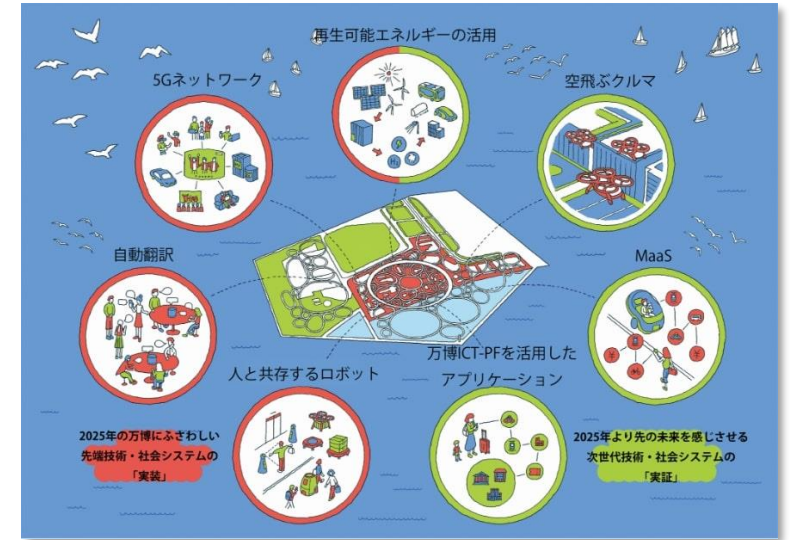 再生可能エネルギーの活用
5Gネットワーク
空飛ぶクルマ
自動翻訳
MaaS
人と共存するロボット
万博ICT-PFを活用した
アプリケーション
2025年の万博にふさわしい
先端技術・社会システムの
「実装」
2025年より先の未来を感じさせる
次世代技術・社会システムの
「実証」